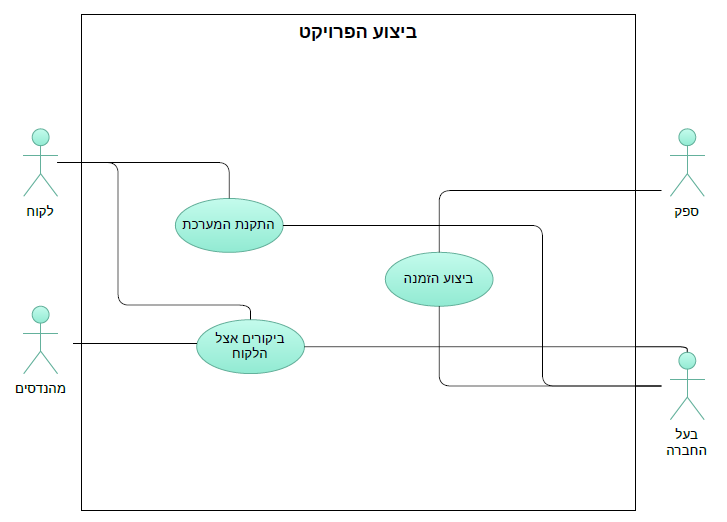 ביצוע הפרויקט
לקוח
ספק
התקנת המערכת
ביצוע הזמנה
ביקורים אצל
הלקוח
מהנדסים
בעל
החברה